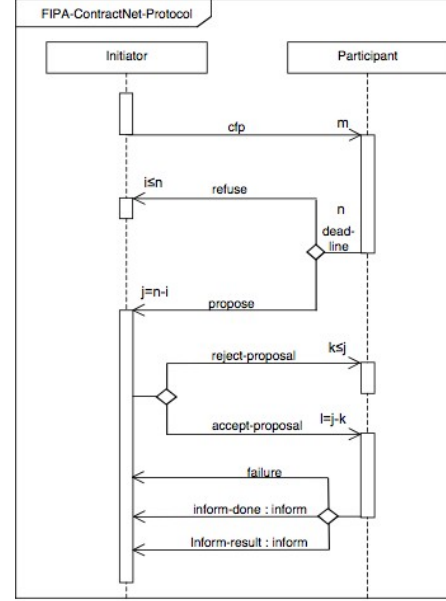 FIPA-ContractNet-Protocol
Initiator
Participant
cfp
m
i≤n
refuse
n
dead-
line
j=n-i
propose
reject-proposal
k≤j
accept-proposal
l=j-k
failure
inform-done : inform
Inform-result : inform